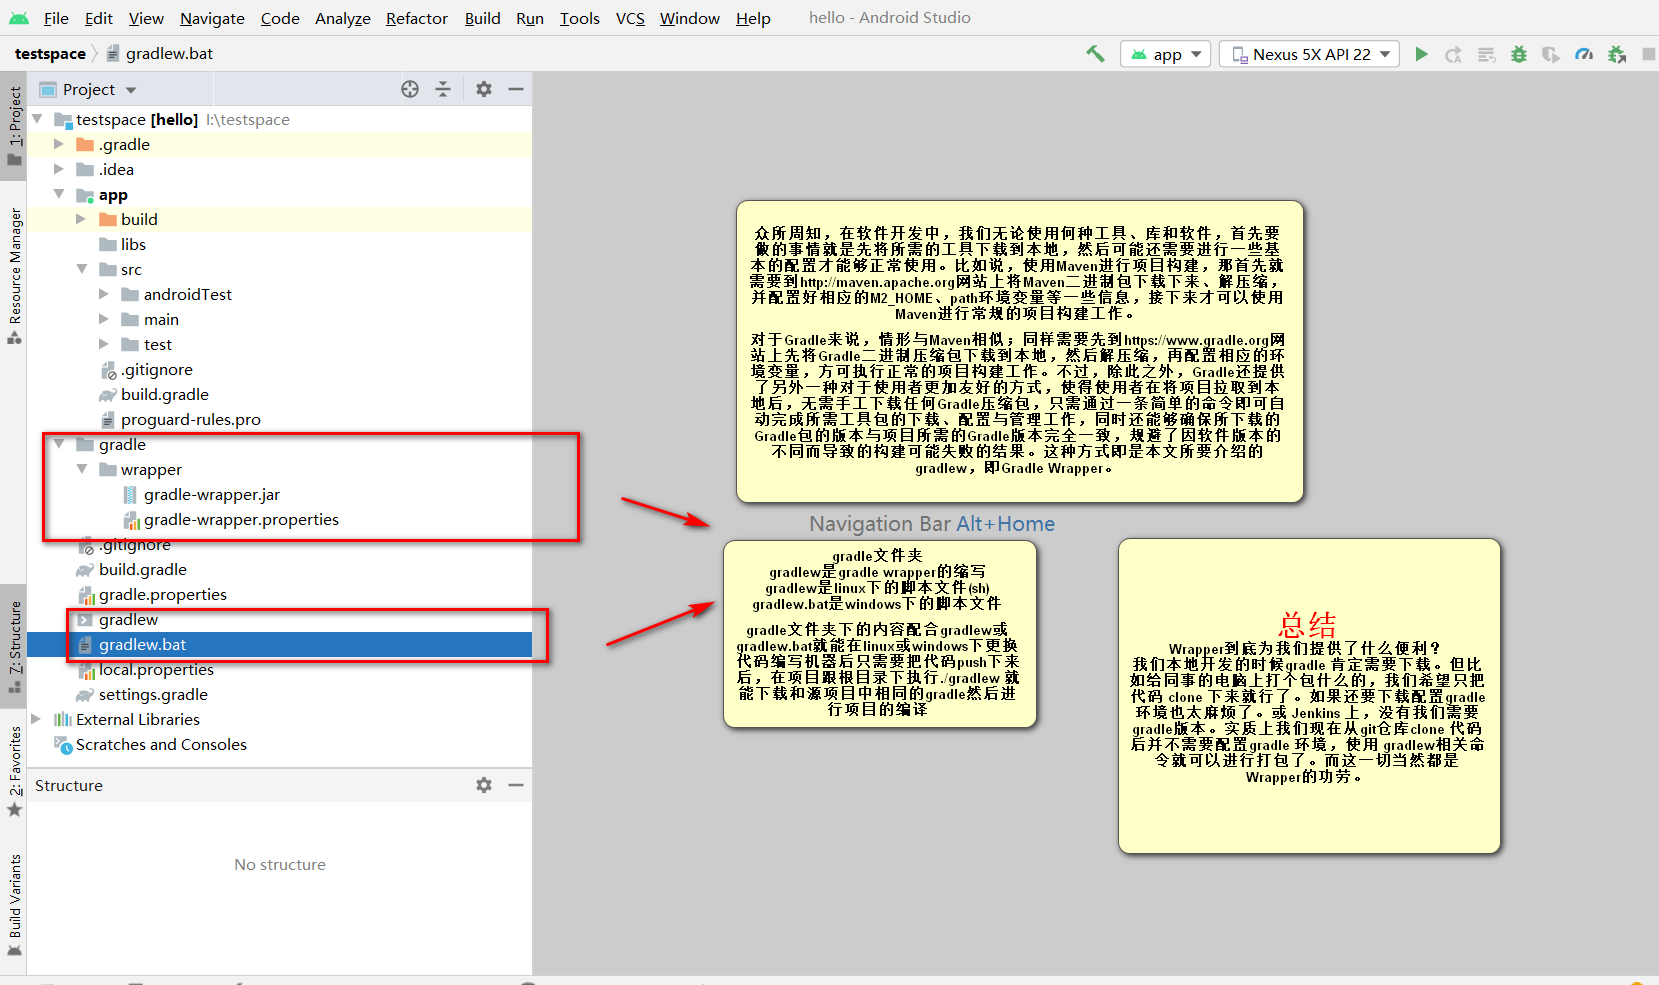 File Edit View Navigate Code Analyze Refactor Build Run Tools VCS Window Help hello - Android Studio
testspace gradlew.bat app Nexus 5X API 22
Project
1: Project
Resource Manager
7: Structure
2: Favorites
Build Variants
testspace [hello] I:\testspace
.gradle
.idea
app
build
libs
src
androidTest
main
test
.gitignore
build.gradle
proguard-rules.pro
gradle
wrapper
gradle-wrapper.jar
gradle-wrapper.properties
.gitignore
build.gradle
gradle.properties
gradlew
gradlew.bat
local.properties
settings.gradle
External Libraries
Scratches and Consoles
Structure
No structure
众所周知，在软件开发中，我们无论使用何种工具、库和软件，首先要
做的事情就是先将所需的工具下载到本地，然后可能还需要进行一些基
本的配置才能够正常使用。比如说，使用Maven进行项目构建，那首先就
需要到http://maven.apache.org网站上将Maven二进制包下载下来、解压缩，
并配置好相应的M2_HOME、path环境变量等一些信息，接下来才可以使用
Maven进行常规的项目构建工作。
对于Gradle来说，情形与Maven相似；同样需要先到https://www.gradle.org网
站上先将Gradle二进制压缩包下载到本地，然后解压缩，再配置相应的环
境变量，方可执行正常的项目构建工作。不过，除此之外，Gradle还提供
了另外一种对于使用者更加友好的方式，使得使用者在将项目拉取到本
地后，无需手工下载任何Gradle压缩包，只需通过一条简单的命令即可自
动完成所需工具包的下载、配置与管理工作，同时还能够确保所下载的
Gradle包的版本与项目所需的Gradle版本完全一致，规避了因软件版本的
不同而导致的构建可能失败的结果。这种方式即是本文所要介绍的
gradlew，即Gradle Wrapper。
Navigation Bar Alt+Home
gradle文件夹
gradlew是gradle wrapper的缩写
gradlew是linux下的脚本文件(sh)
gradlew.bat是windows下的脚本文件
gradle文件夹下的内容配合gradlew或
gradlew.bat就能在linux或windows下更换
代码编写机器后只需要把代码push下来
后，在项目跟根目录下执行./gradlew 就
能下载和源项目中相同的gradle然后进
行项目的编译
总结
Wrapper到底为我们提供了什么便利？
我们本地开发的时候gradle 肯定需要下载。但比
如给同事的电脑上打个包什么的，我们希望只把
代码 clone 下来就行了。如果还要下载配置gradle
环境也太麻烦了。或 Jenkins 上，没有我们需要
gradle版本。实质上我们现在从git仓库clone 代码
后并不需要配置gradle 环境，使用 gradlew相关命
令就可以进行打包了。而这一切当然都是
Wrapper的功劳。